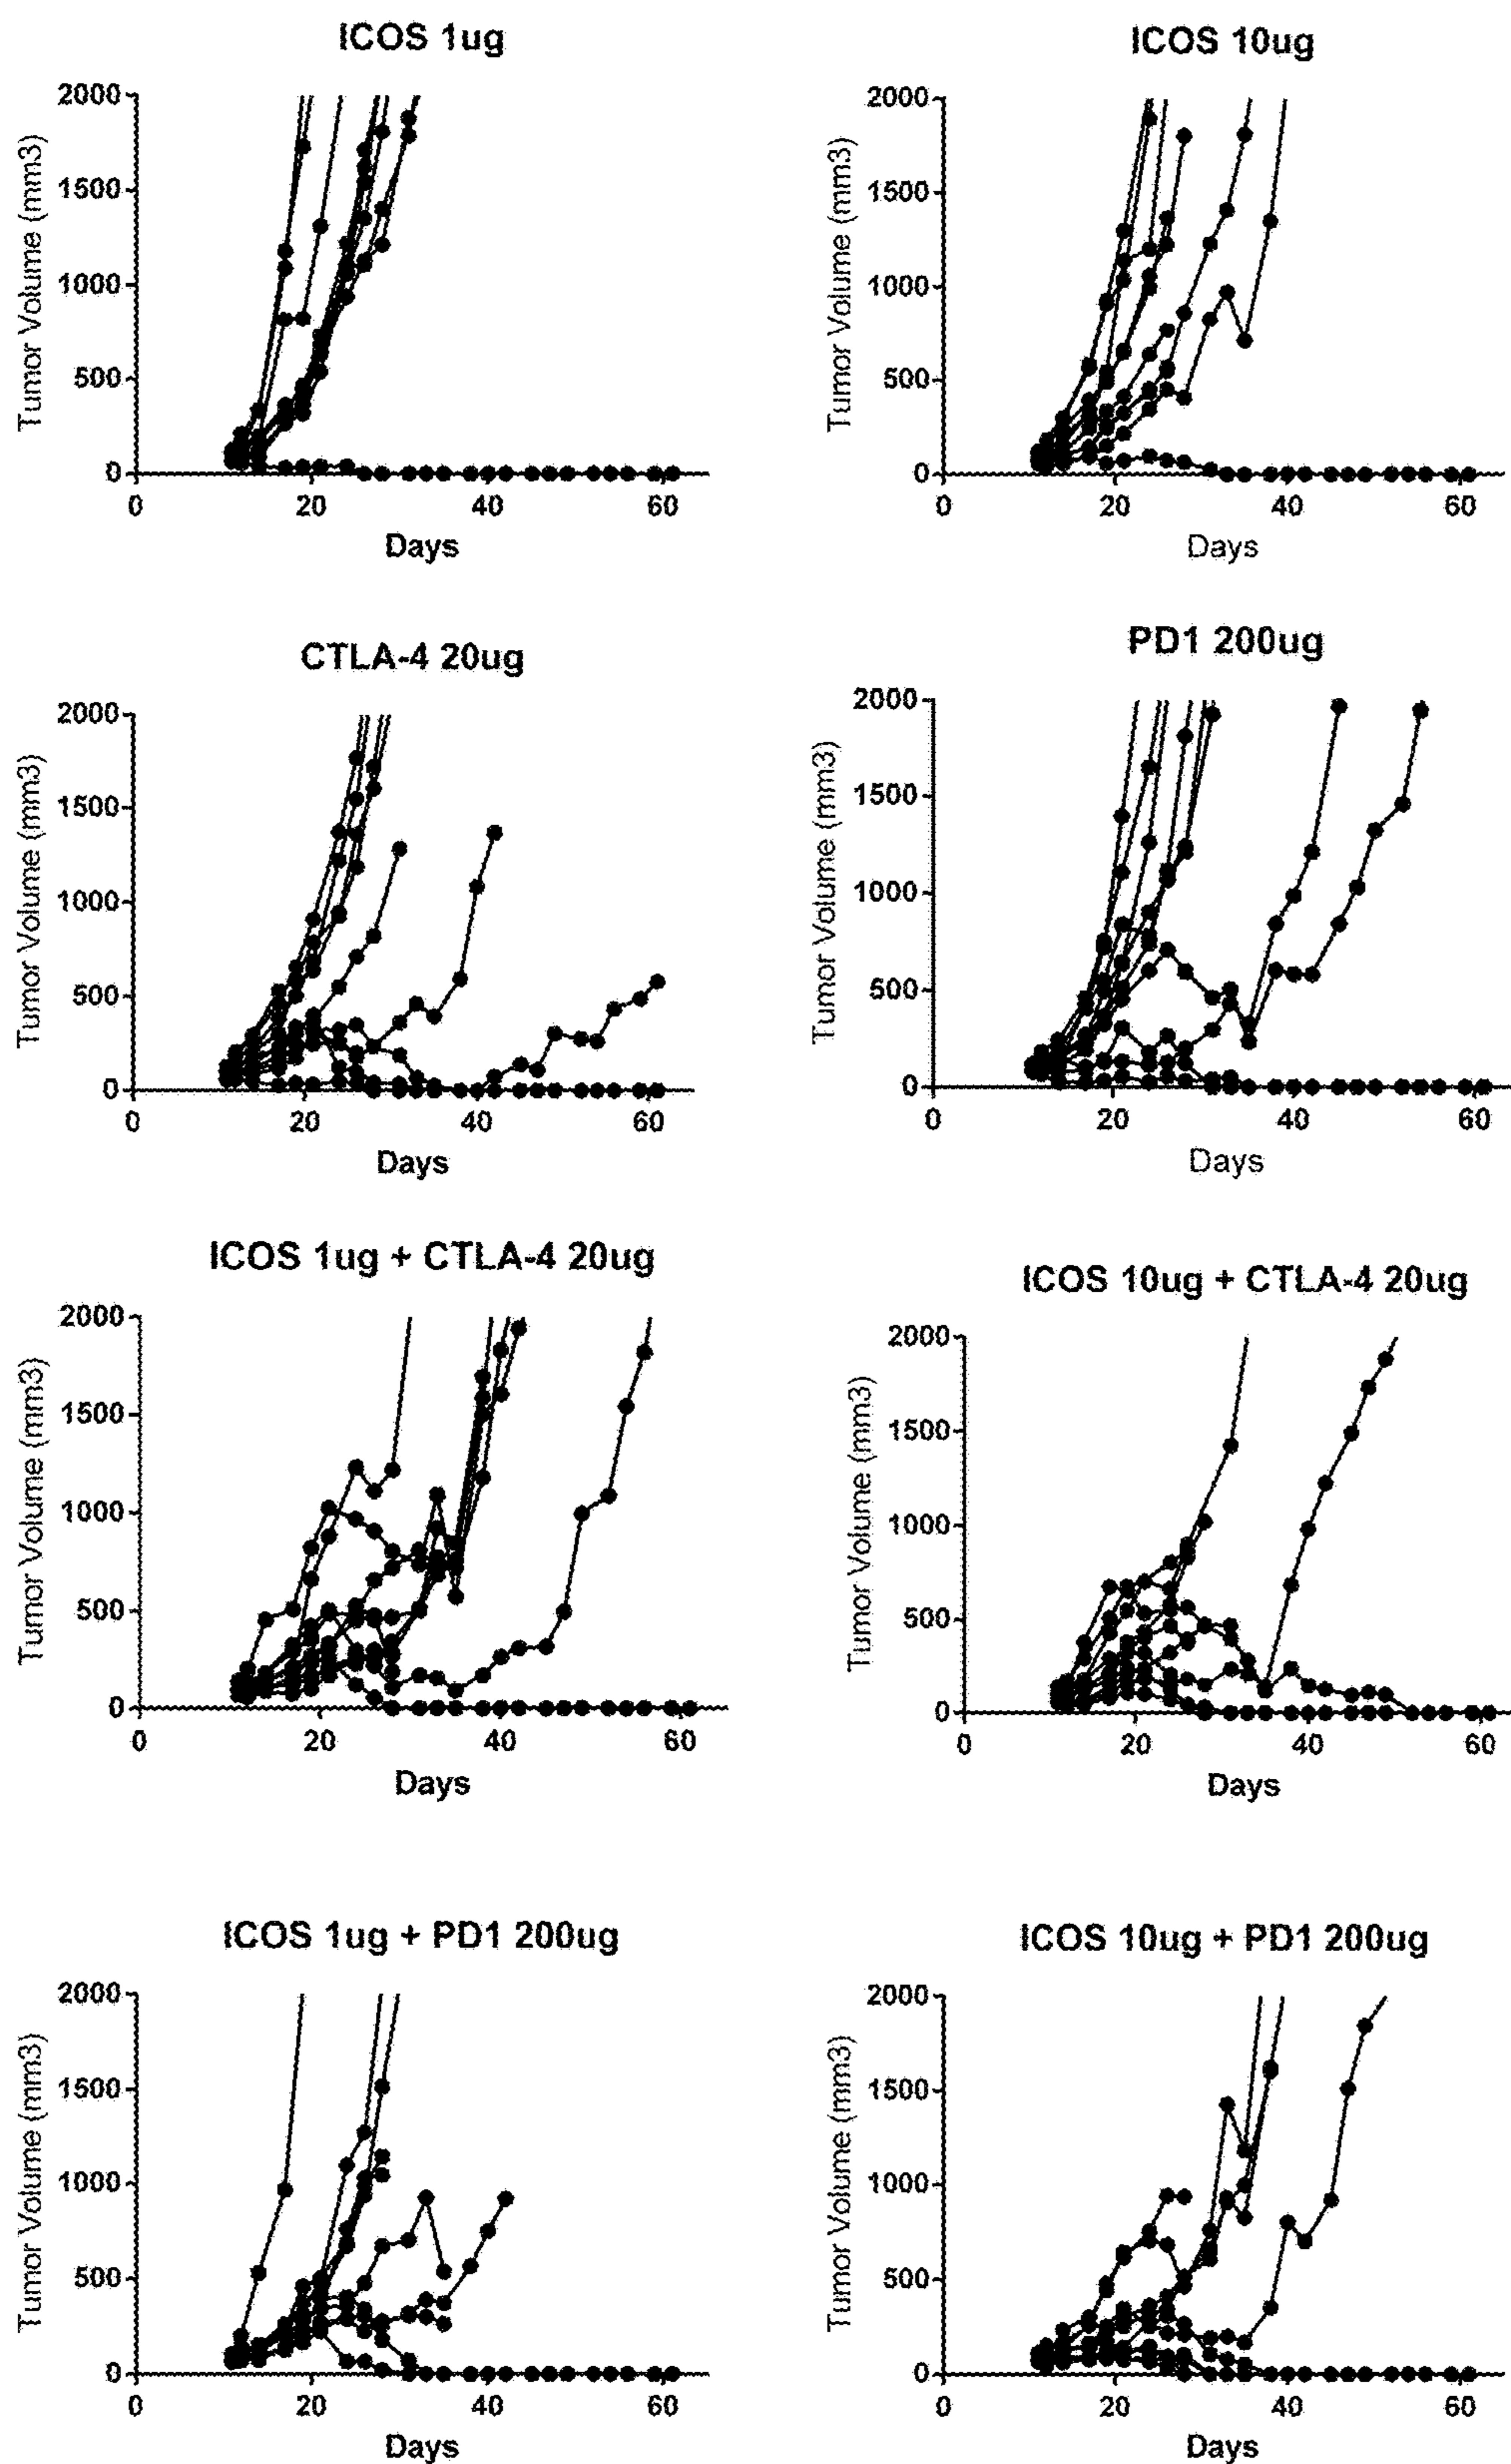 ICOS 1ug
Tumor Volume (mm3)
2000
1500
1000
500
0
0 20 40 60
Days
ICOS 10ug
Tumor Volume (mm3)
2000
1500
1000
500
0
0 20 40 60
Days
CTLA-4 20ug
Tumor Volume (mm3)
2000
1500
1000
500
0
0 20 40 60
Days
PD1 200ug
Tumor Volume (mm3)
2000
1500
1000
500
0
0 20 40 60
Days
ICOS 1ug + CTLA-4 20ug
Tumor Volume (mm3)
2000
1500
1000
500
0
0 20 40 60
Days
ICOS 10ug + CTLA-4 20ug
Tumor Volume (mm3)
2000
1500
1000
500
0
0 20 40 60
Days
ICOS 1ug + PD1 200ug
Tumor Volume (mm3)
2000
1500
1000
500
0
0 20 40 60
Days
ICOS 10ug + PD1 200ug
Tumor Volume (mm3)
2000
1500
1000
500
0
0 20 40 60
Days